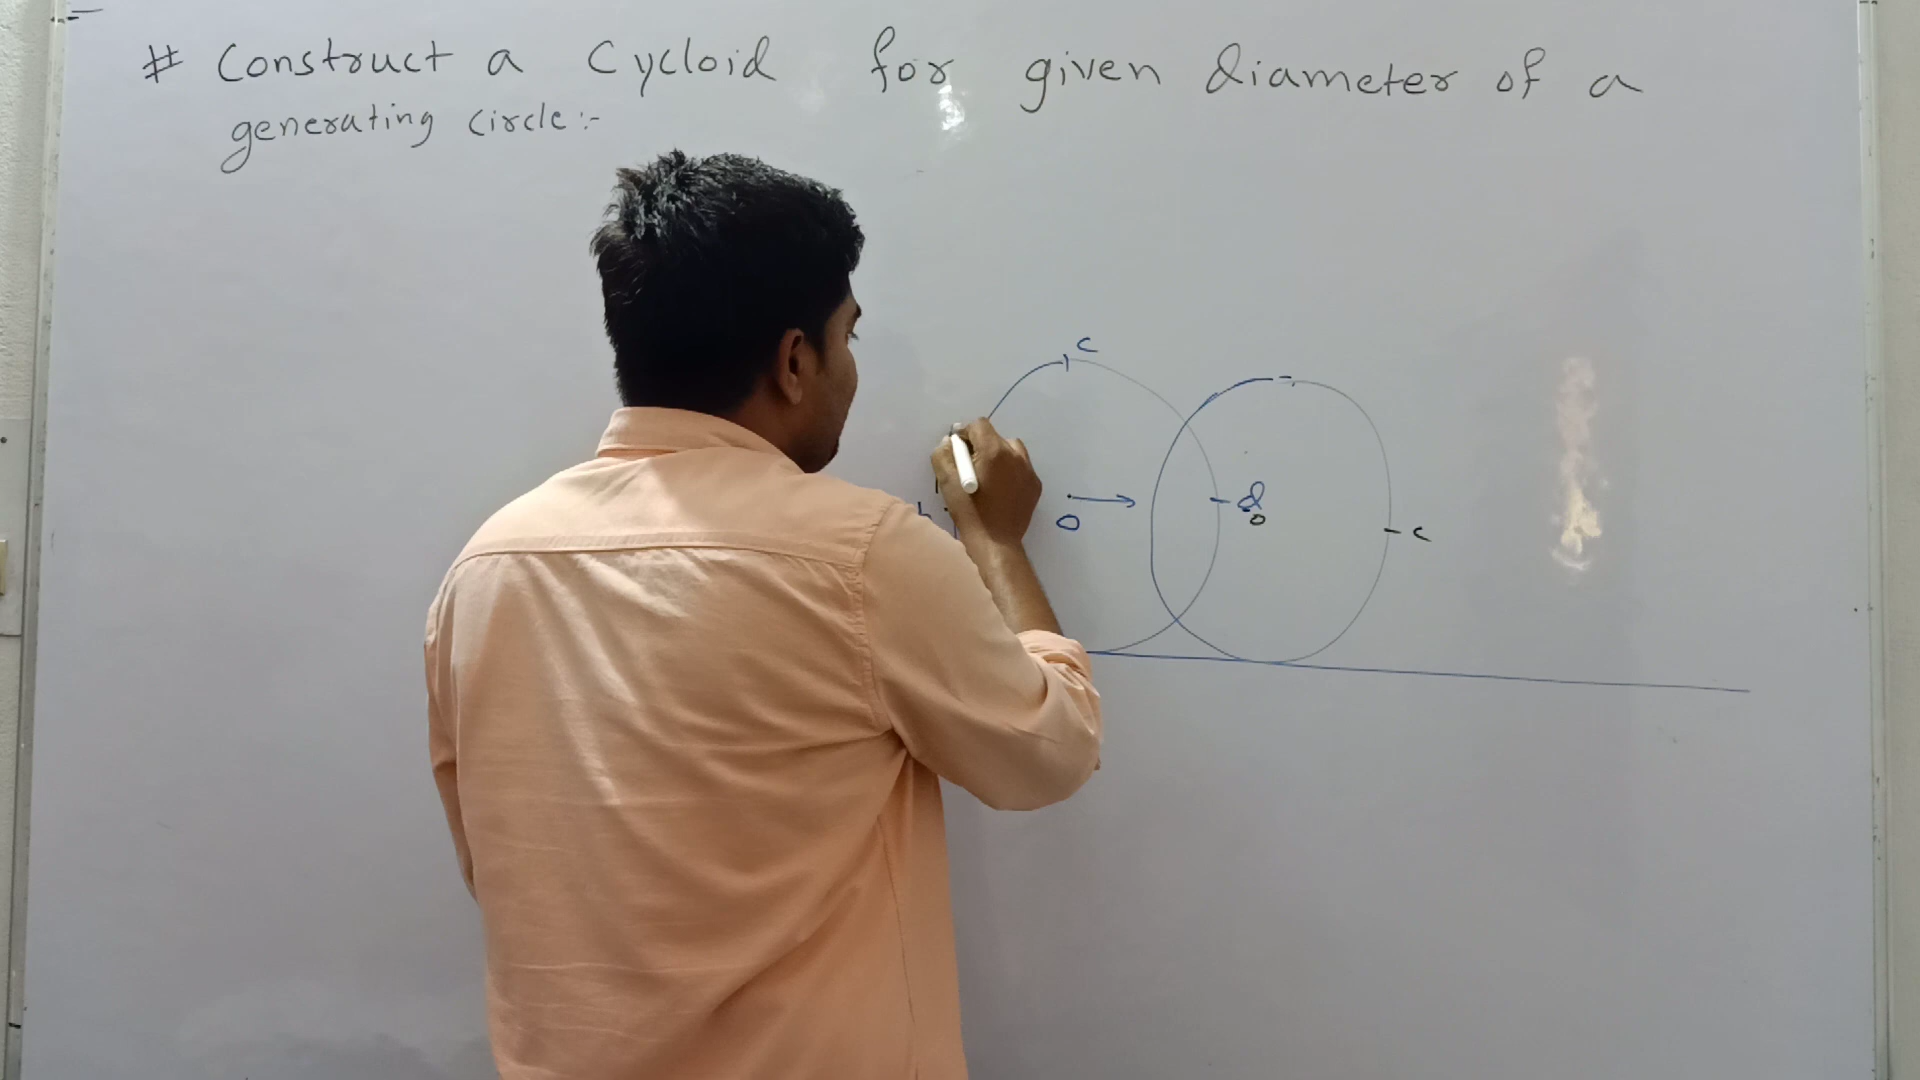 # Construct a Cycloid for given diameter of a
generating circle:-
c
b
o
d
o
c